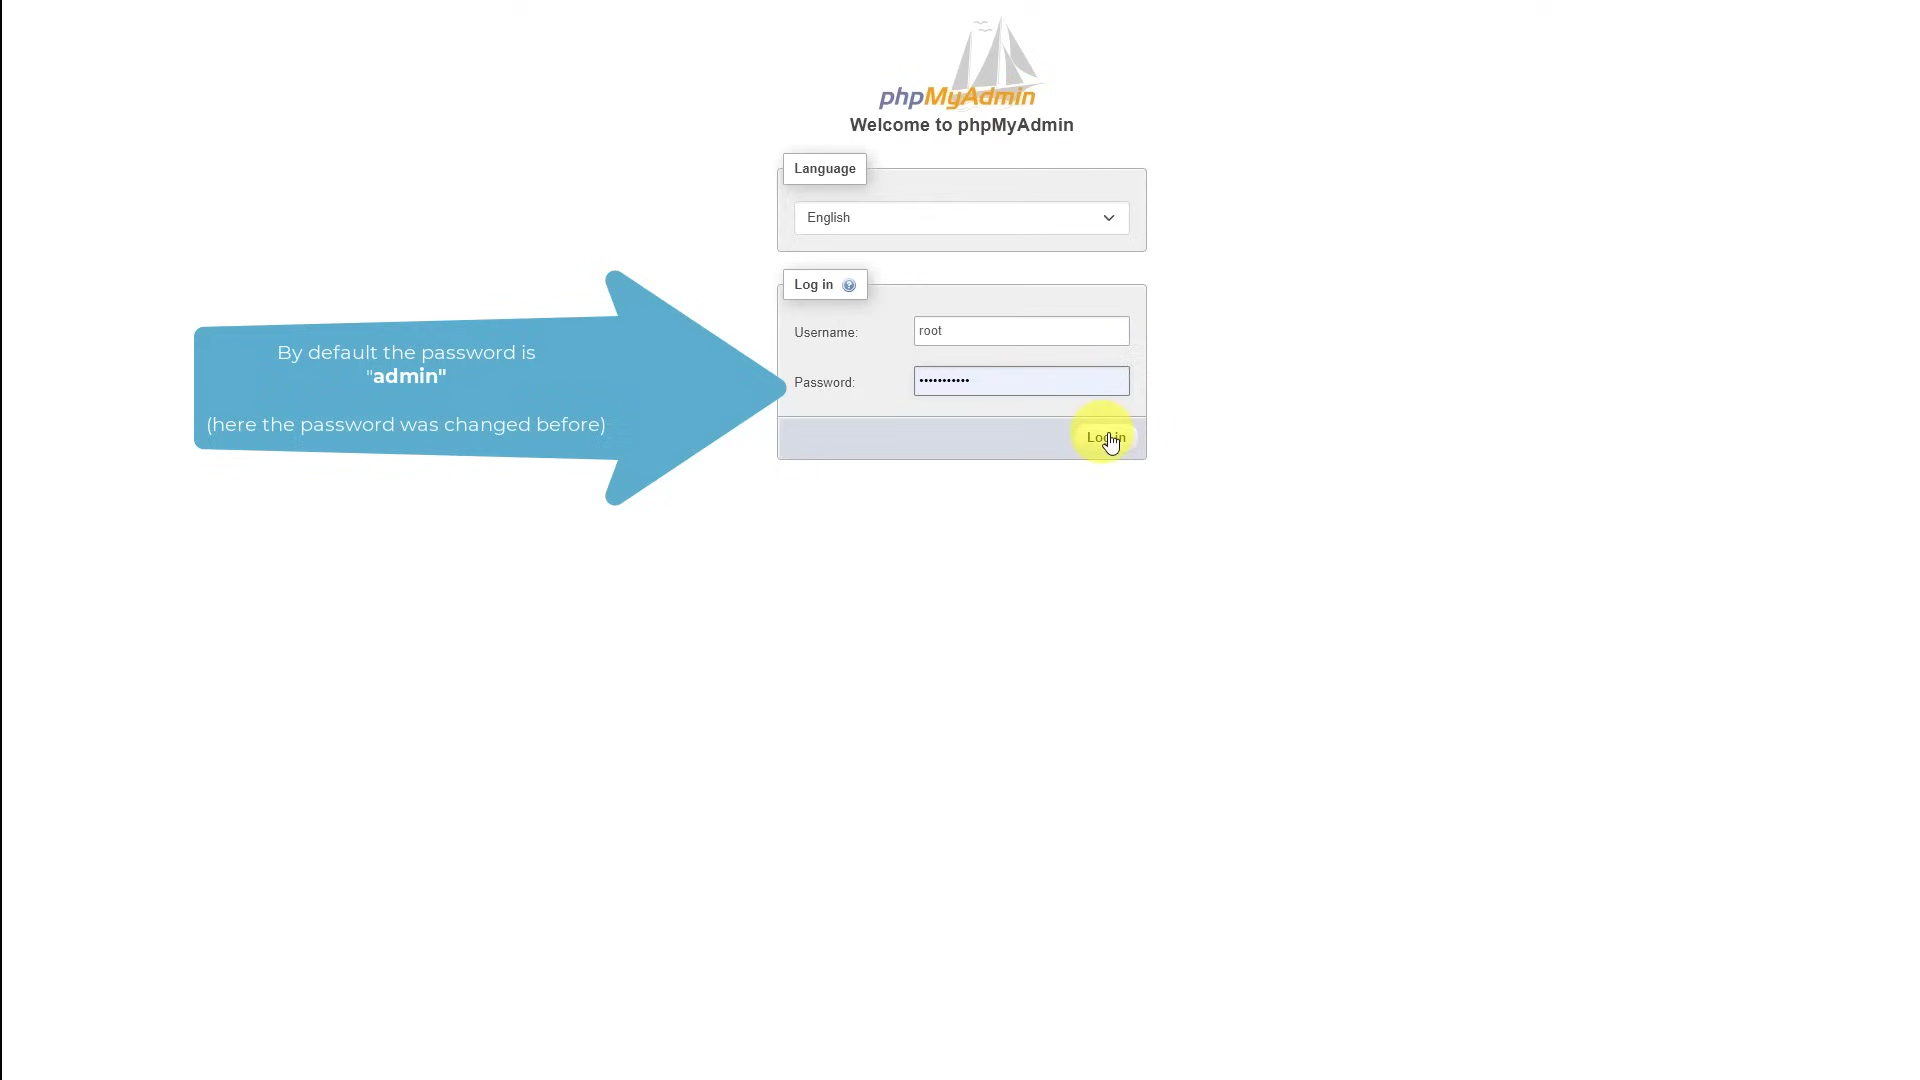 phpMyAdmin
Welcome to phpMyAdmin
Language
English
Log in
Username:
root
Password:
•••••••••••
Log in
By default the password is
"admin"
(here the password was changed before)